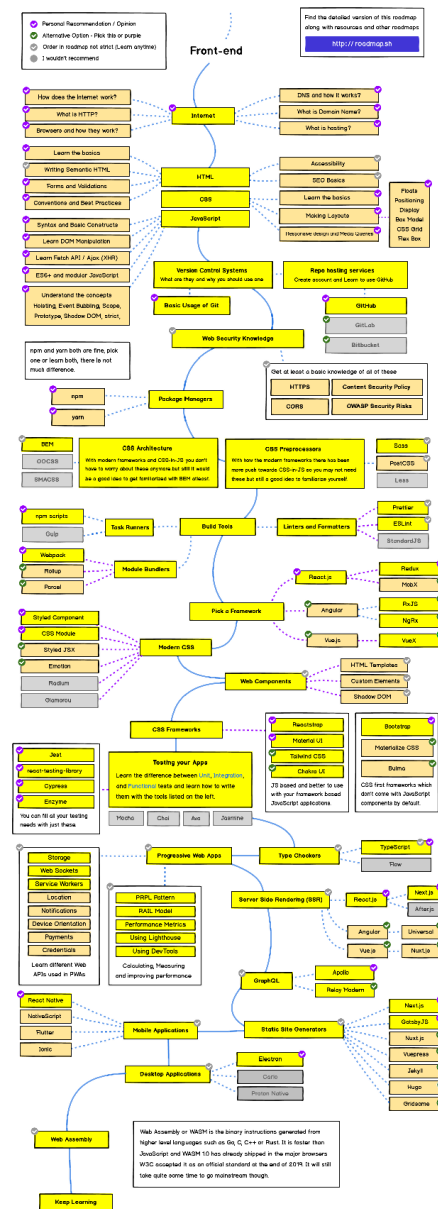 Personal Recommendation / Opinion
Alternative Option - Pick this or purple
Order in roadmap not strict (Learn anytime)
I wouldn't recommend
Find the detailed version of this roadmap
along with resources and other roadmaps
http://roadmap.sh
Front-end
How does the Internet work?
What is HTTP?
Browsers and how they work?
Internet
DNS and how it works?
What is Domain Name?
What is hosting?
Learn the basics
Writing Semantic HTML
Forms and Validations
Conventions and Best Practices
HTML
CSS
JavaScript
Accessibility
SEO Basics
Learn the basics
Making Layouts
Responsive design and Media Queries
Floats
Positioning
Display
Box Model
CSS Grid
Flex Box
Syntax and Basic Constructs
Learn DOM Manipulation
Learn Fetch API / Ajax (XHR)
ES6+ and modular JavaScript
Understand the concepts
Hoisting, Event Bubbling, Scope,
Prototype, Shadow DOM, strict,
Version Control Systems
What are they and why you should use one
Basic Usage of Git
Repo hosting services
Create account and Learn to use GitHub
GitHub
GitLab
Bitbucket
Web Security Knowledge
Get at least a basic knowledge of all of these
HTTPS
Content Security Policy
CORS
OWASP Security Risks
npm and yarn both are fine, pick
one or learn both, there is not
much difference.
npm
yarn
Package Managers
BEM
OOCSS
SMACSS
CSS Architecture
With modern frameworks and CSS-in-JS you don't
have to worry about these anymore but still it would
be a good idea to get familiarized with BEM atleast
CSS Preprocessors
With how the modern frameworks there has been
more push towards CSS-in-JS so you may not need
these but still a good idea to familiarize yourself
Sass
PostCSS
Less
npm scripts
Gulp
Task Runners
Build Tools
Linters and Formatters
Prettier
ESLint
StandardJS
Webpack
Rollup
Parcel
Module Bundlers
Pick a Framework
React.js
Redux
MobX
Angular
RxJS
NgRx
Vue.js
VueX
Styled Component
CSS Module
Styled JSX
Emotion
Radium
Glamorou
Modern CSS
Web Components
HTML Templates
Custom Elements
Shadow DOM
CSS Frameworks
Reactstrap
Material UI
Tailwind CSS
Chakra UI
JS based and better to use
with your framework based
JavaScript applications.
Bootstrap
Materialize CSS
Bulma
CSS first frameworks which
don't come with JavaScript
components by default.
Jest
react-testing-library
Cypress
Enzyme
You can fill all your testing
needs with just these.
Testing your Apps
Learn the difference between Unit, Integration,
and Functional tests and learn how to write
them with the tools listed on the left.
Mocha
Chai
Ava
Jasmine
Progressive Web Apps
Type Checkers
TypeScript
Flow
Storage
Web Sockets
Service Workers
Location
Notifications
Device Orientation
Payments
Credentials
Learn different Web
APIs used in PWAs
PRPL Pattern
RAIL Model
Performance Metrics
Using Lighthouse
Using DevTools
Calculating, Measuring
and improving performance
Server Side Rendering (SSR)
React.js
Next.js
After.js
Angular
Universal
Vue.js
Nuxt.js
GraphQL
Apollo
Relay Modern
React Native
NativeScript
Flutter
Ionic
Mobile Applications
Static Site Generators
Next.js
GatsbyJS
Nuxt.js
Vuepress
Jekyll
Hugo
Gridsome
Desktop Applications
Electron
Carlo
Proton Native
Web Assembly
Web Assembly or WASM is the binary instructions generated from
higher level languages such as Go, C, C++ or Rust. It is faster than
JavaScript and WASM 1.0 has already shipped in the major browsers
W3C accepted it as an official standard at the end of 2019. It will still
take quite some time to go mainstream though.
Keep Learning